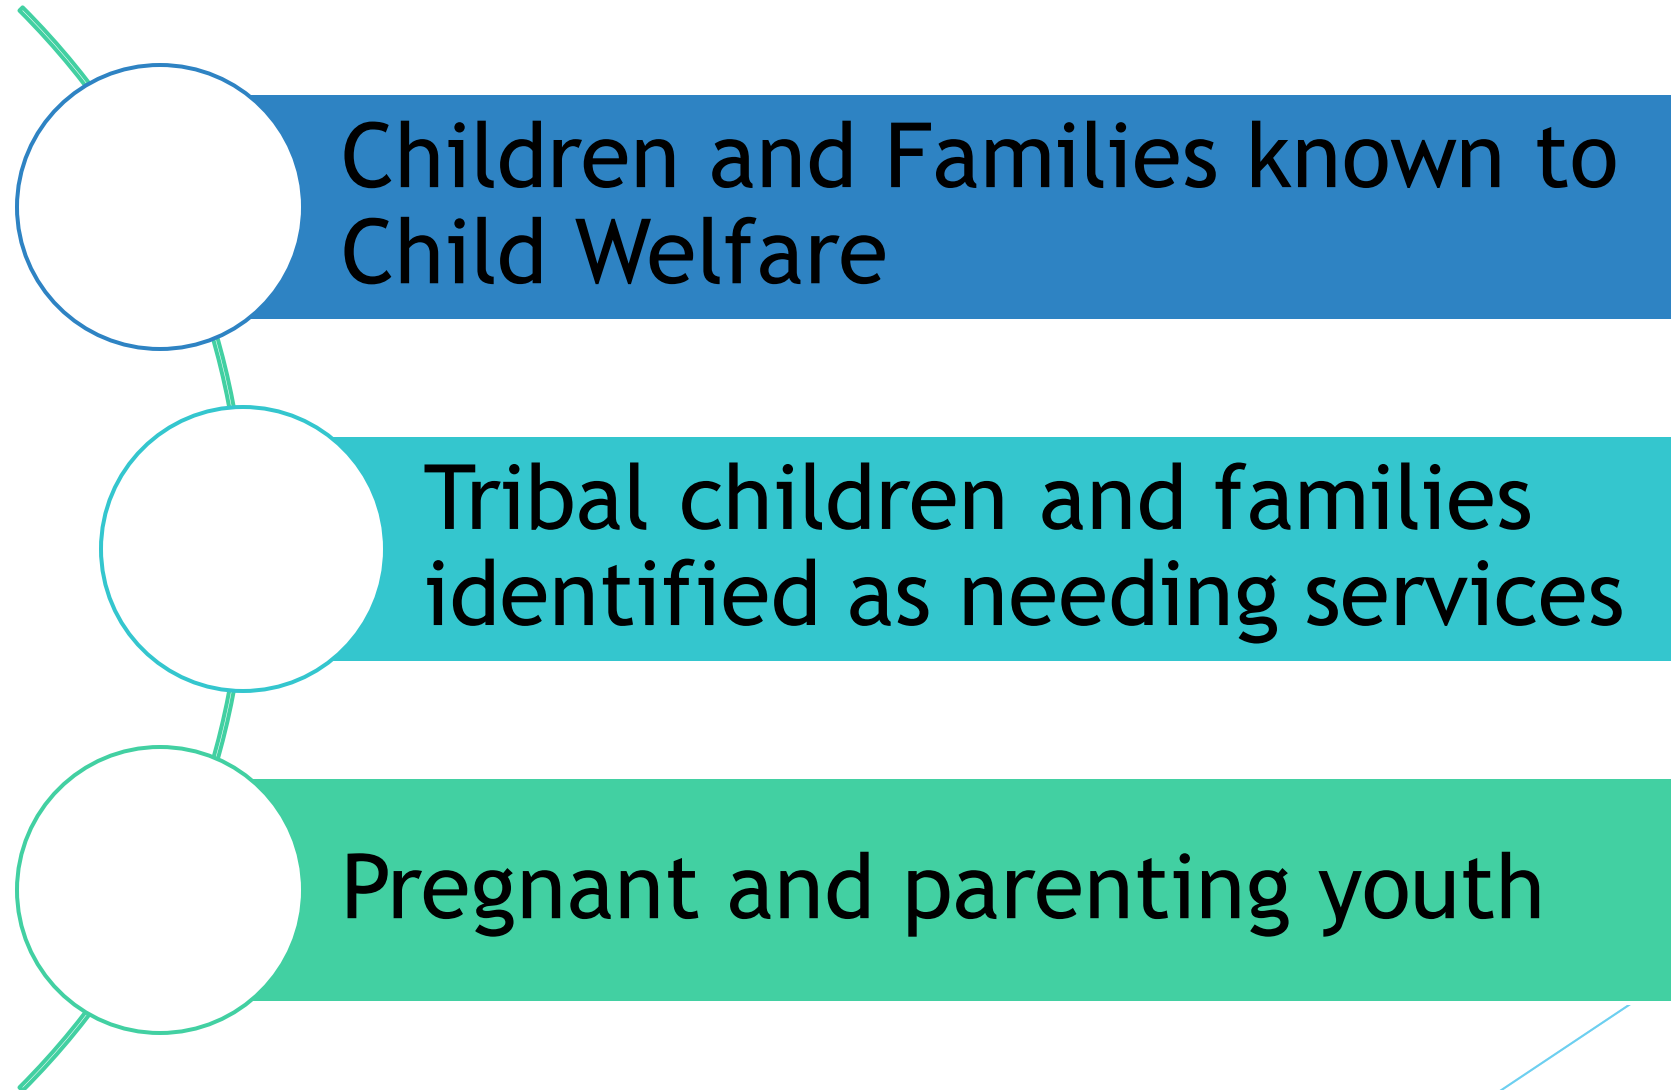 Children and Families known to
Child Welfare
Tribal children and families
identified as needing services
Pregnant and parenting youth